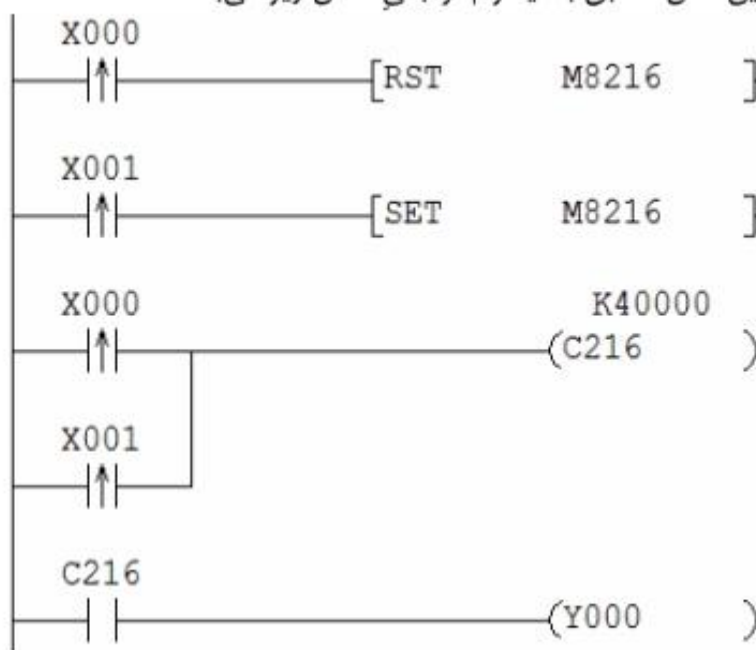 X000
[RST M8216 ]
X001
[SET M8216 ]
X000 K40000
(C216 )
X001
C216
(Y000 )